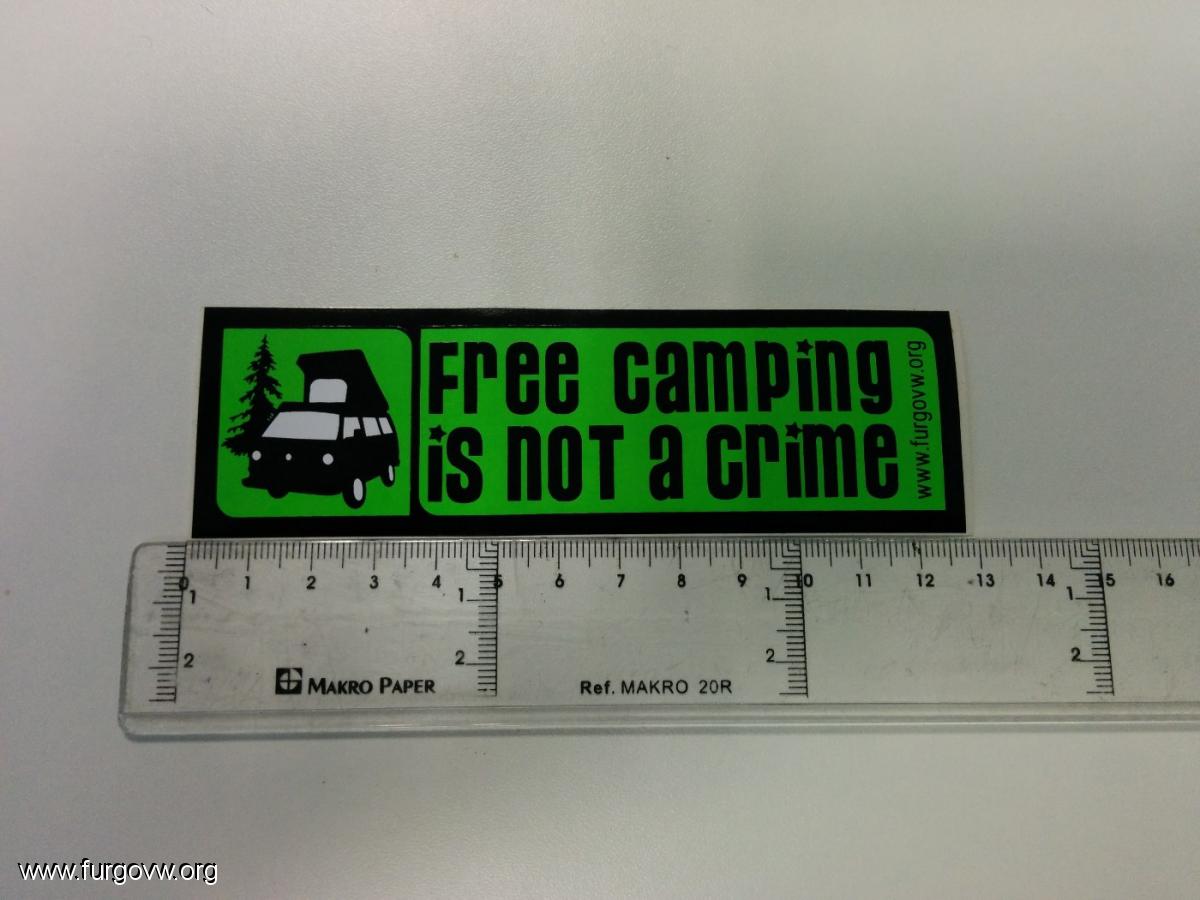 Free camping
is not a crime
www.furgovw.org
0 1 2 3 4 5 6 7 8 9 10 11 12 13 14 15 16
1 1 1 1
2 2 2 2
MAKRO PAPER
Ref. MAKRO 20R
www.furgovw.org